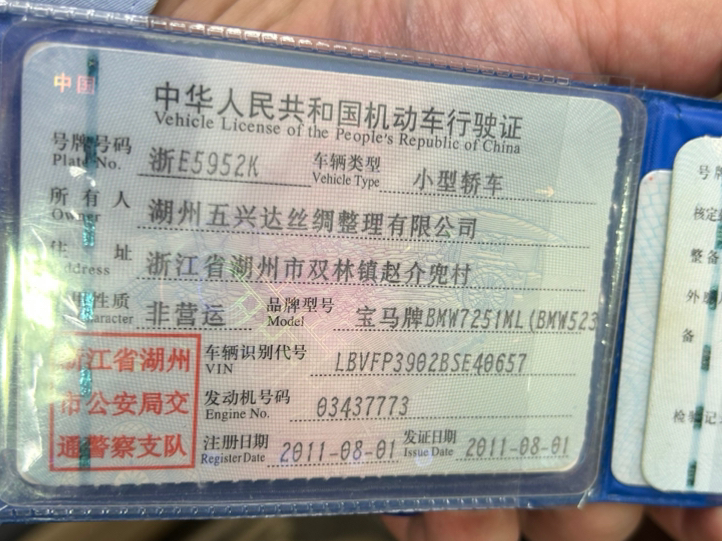 中国
中华人民共和国机动车行驶证
Vehicle License of the People's Republic of China
号牌号码 浙E5952K 车辆类型 小型轿车
Plate No. Vehicle Type
所有人 湖州五兴达丝绸整理有限公司
Owner
住址 浙江省湖州市双林镇赵介兜村
Address
性质 非营运 品牌型号 宝马牌BMW7251ML(BMW523
Character Model
浙江省湖州
市公安局交
通警察支队
车辆识别代号 LBVFP3902BSE40657
VIN
发动机号码 03437773
Engine No.
注册日期 2011-08-01 发证日期 2011-08-01
Register Date Issue Date
号牌
核定
整备
外
备
检验记